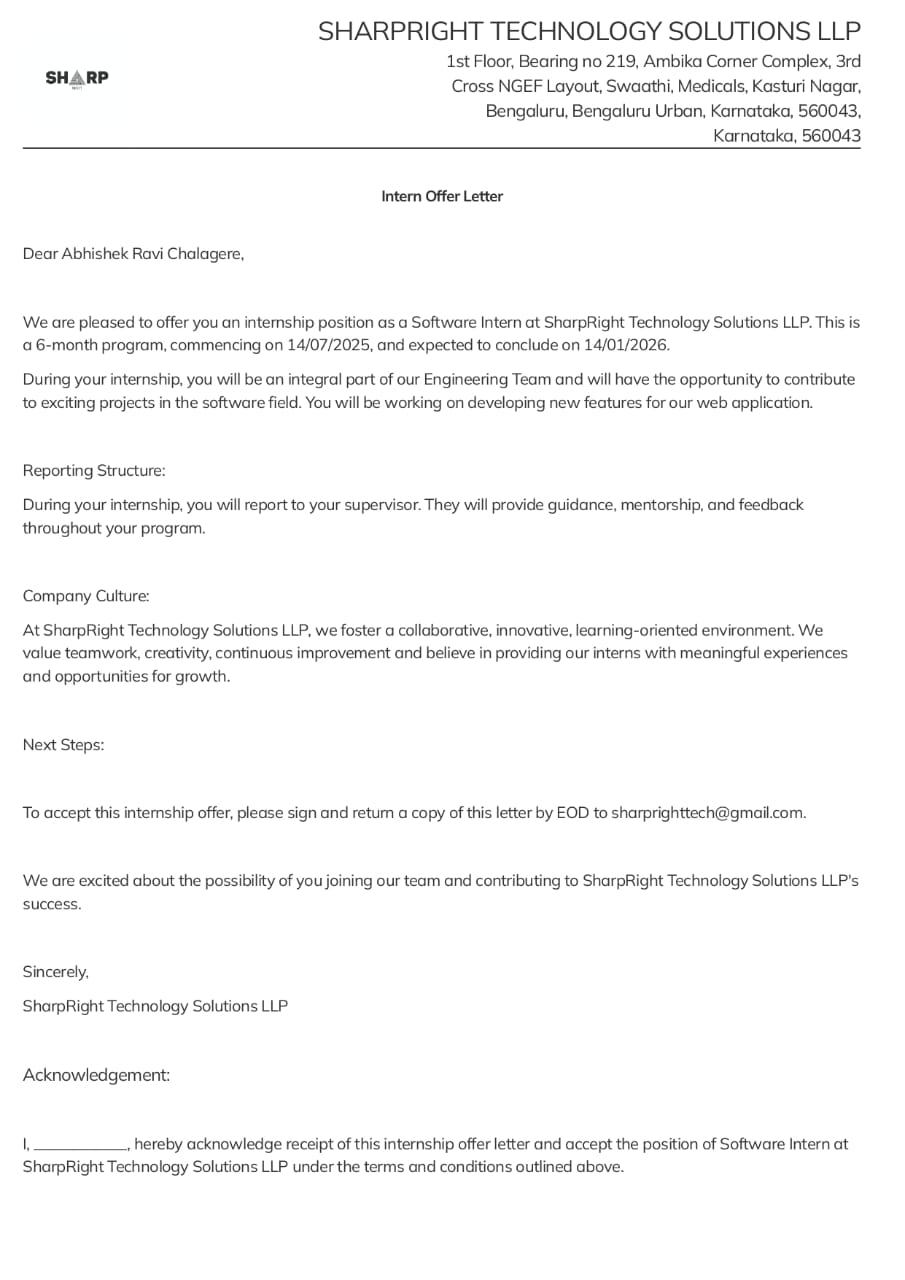 SHARPRIGHT TECHNOLOGY SOLUTIONS LLP
1st Floor, Bearing no 219, Ambika Corner Complex, 3rd
Cross NGEF Layout, Swaathi, Medicals, Kasturi Nagar,
Bengaluru, Bengaluru Urban, Karnataka, 560043,
Karnataka, 560043
SHARP
Intern Offer Letter
Dear Abhishek Ravi Chalagere,
We are pleased to offer you an internship position as a Software Intern at SharpRight Technology Solutions LLP. This is
a 6-month program, commencing on 14/07/2025, and expected to conclude on 14/01/2026.
During your internship, you will be an integral part of our Engineering Team and will have the opportunity to contribute
to exciting projects in the software field. You will be working on developing new features for our web application.
Reporting Structure:
During your internship, you will report to your supervisor. They will provide guidance, mentorship, and feedback
throughout your program.
Company Culture:
At SharpRight Technology Solutions LLP, we foster a collaborative, innovative, learning-oriented environment. We
value teamwork, creativity, continuous improvement and believe in providing our interns with meaningful experiences
and opportunities for growth.
Next Steps:
To accept this internship offer, please sign and return a copy of this letter by EOD to sharprighttech@gmail.com.
We are excited about the possibility of you joining our team and contributing to SharpRight Technology Solutions LLP's
success.
Sincerely,
SharpRight Technology Solutions LLP
Acknowledgement:
I, ____________, hereby acknowledge receipt of this internship offer letter and accept the position of Software Intern at
SharpRight Technology Solutions LLP under the terms and conditions outlined above.